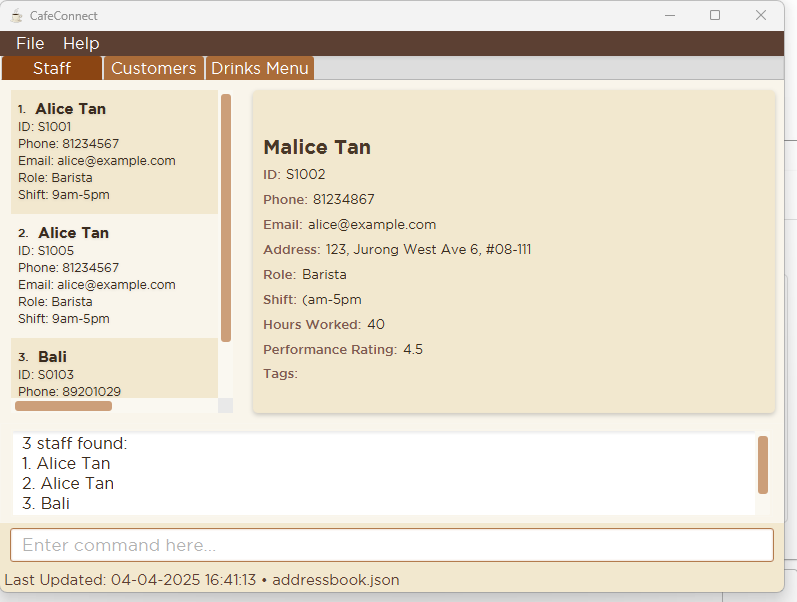 CafeConnect
File Help
Staff Customers Drinks Menu
1. Alice Tan
ID: S1001
Phone: 81234567
Email: alice@example.com
Role: Barista
Shift: 9am-5pm
2. Alice Tan
ID: S1005
Phone: 81234567
Email: alice@example.com
Role: Barista
Shift: 9am-5pm
3. Bali
ID: S0103
Phone: 89201029
Malice Tan
ID: S1002
Phone: 81234867
Email: alice@example.com
Address: 123, Jurong West Ave 6, #08-111
Role: Barista
Shift: (am-5pm
Hours Worked: 40
Performance Rating: 4.5
Tags:
3 staff found:
1. Alice Tan
2. Alice Tan
3. Bali
Enter command here...
Last Updated: 04-04-2025 16:41:13 • addressbook.json